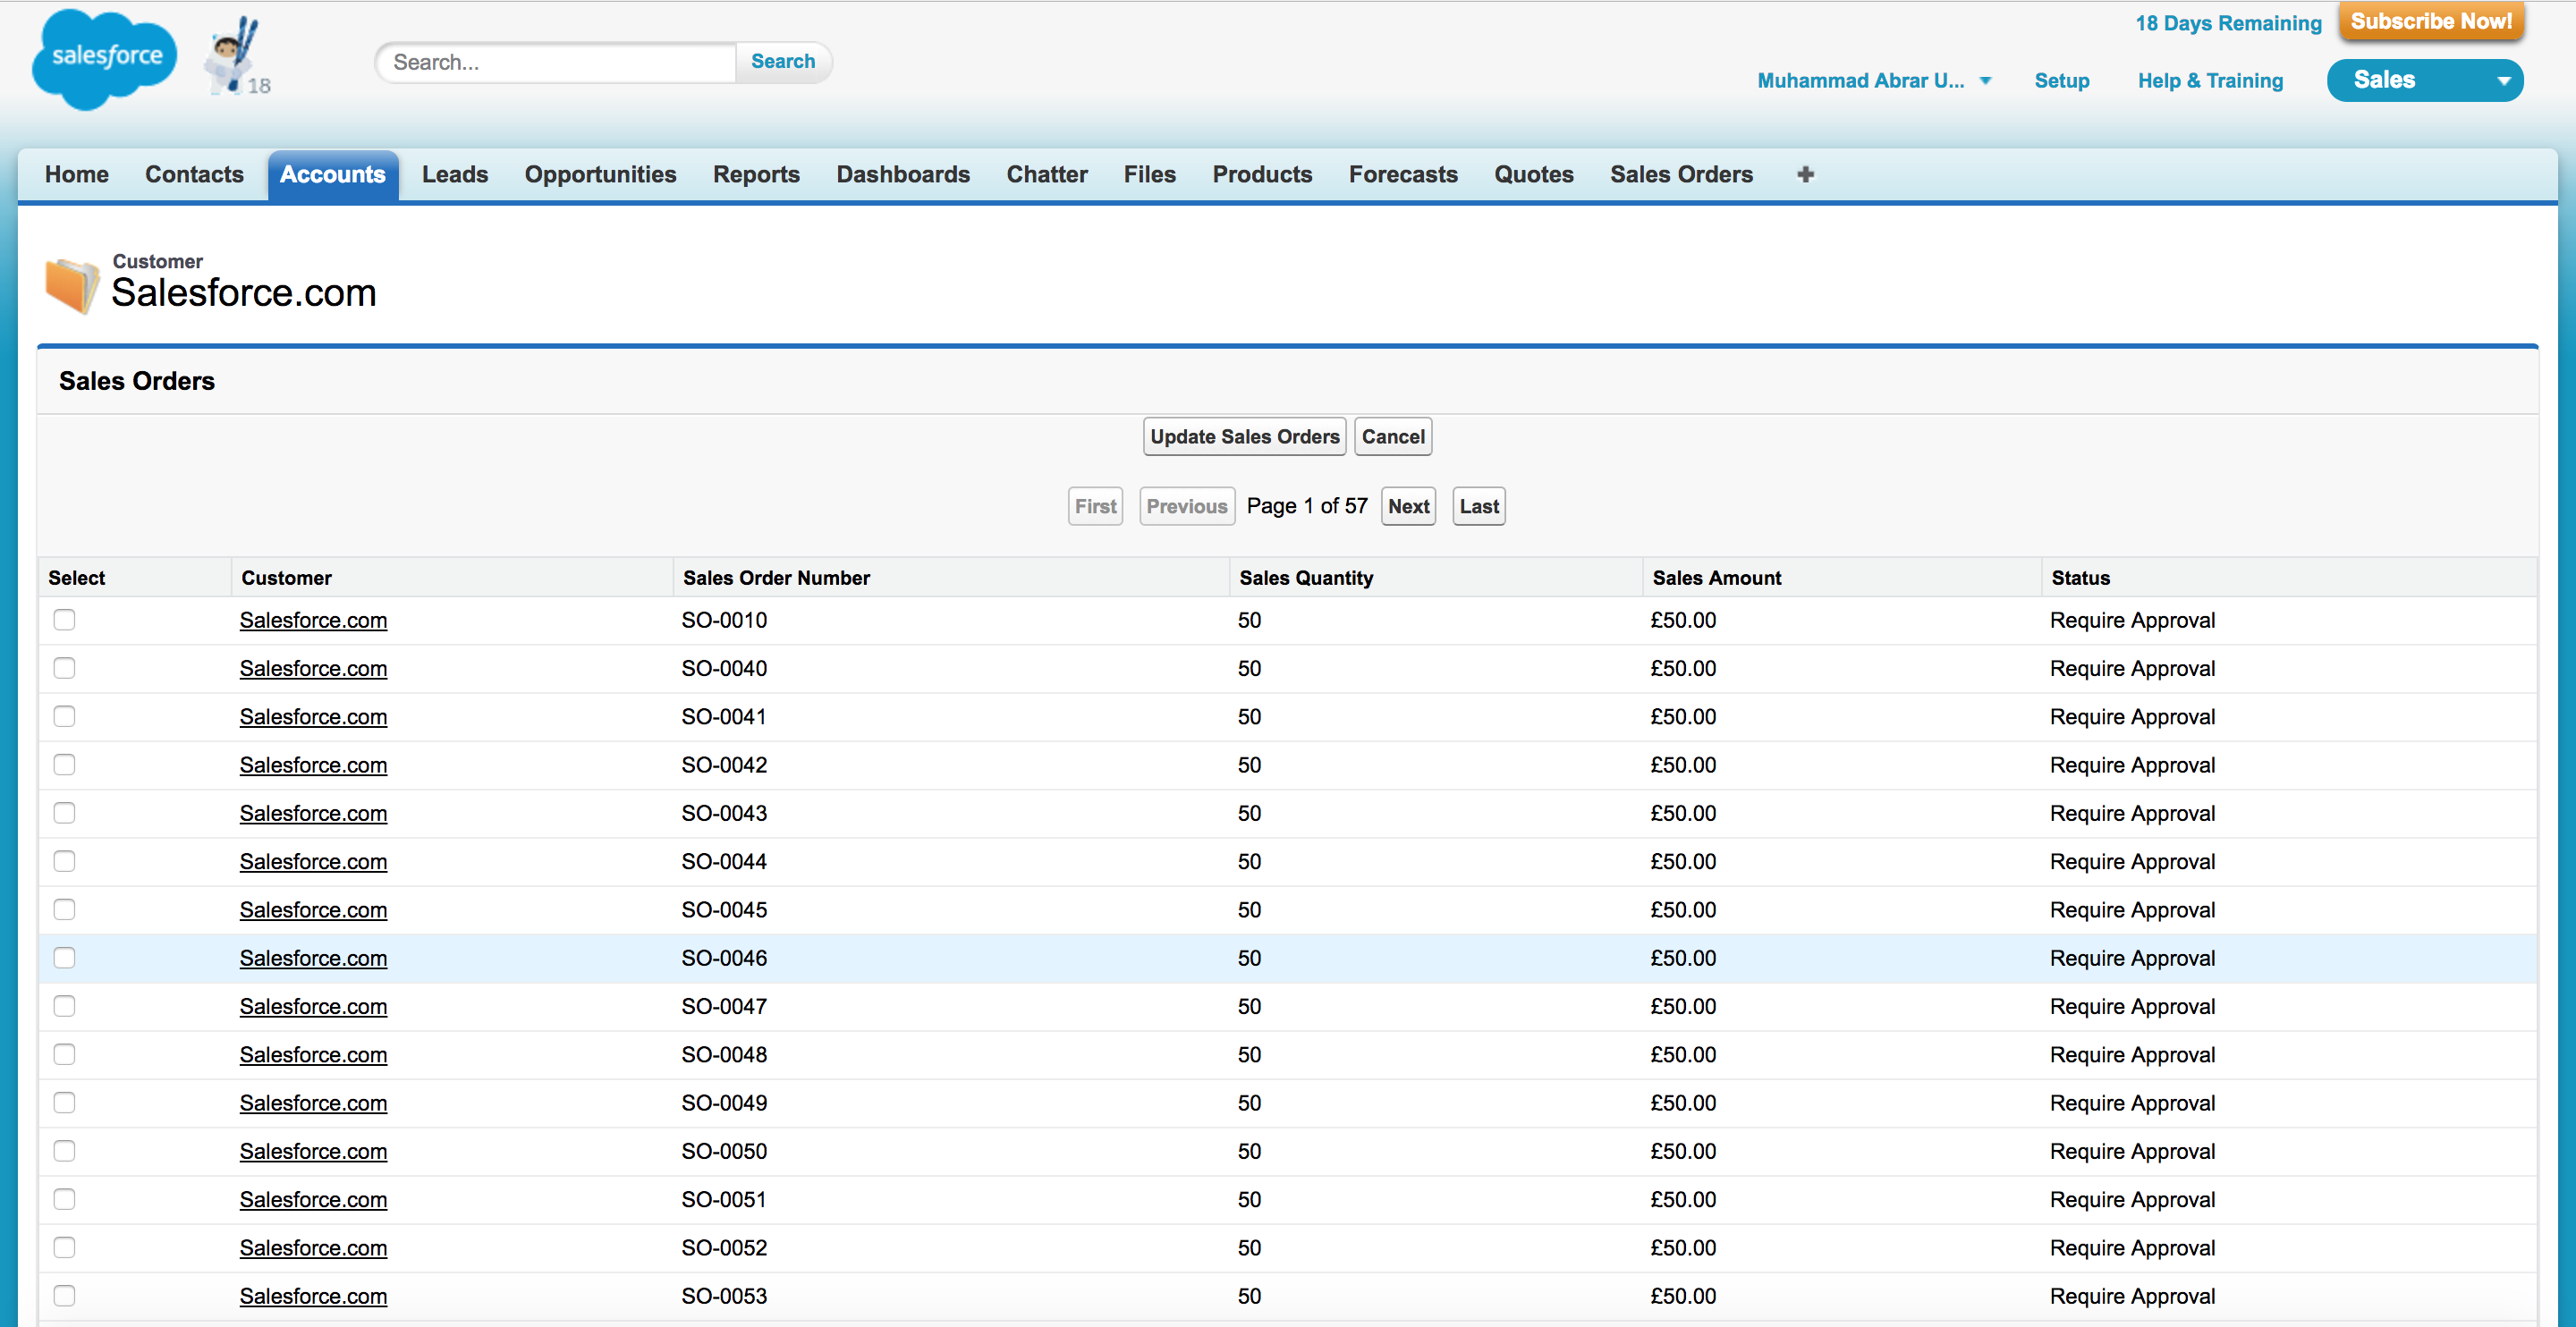 salesforce
18
Search...
Search
18 Days Remaining
Subscribe Now!
Muhammad Abrar U...
Setup
Help & Training
Sales
Home Contacts Accounts Leads Opportunities Reports Dashboards Chatter Files Products Forecasts Quotes Sales Orders +
Customer
Salesforce.com
Sales Orders
Update Sales Orders Cancel
First Previous Page 1 of 57 Next Last
Select Customer Sales Order Number Sales Quantity Sales Amount Status
Salesforce.com SO-0010 50 £50.00 Require Approval
Salesforce.com SO-0040 50 £50.00 Require Approval
Salesforce.com SO-0041 50 £50.00 Require Approval
Salesforce.com SO-0042 50 £50.00 Require Approval
Salesforce.com SO-0043 50 £50.00 Require Approval
Salesforce.com SO-0044 50 £50.00 Require Approval
Salesforce.com SO-0045 50 £50.00 Require Approval
Salesforce.com SO-0046 50 £50.00 Require Approval
Salesforce.com SO-0047 50 £50.00 Require Approval
Salesforce.com SO-0048 50 £50.00 Require Approval
Salesforce.com SO-0049 50 £50.00 Require Approval
Salesforce.com SO-0050 50 £50.00 Require Approval
Salesforce.com SO-0051 50 £50.00 Require Approval
Salesforce.com SO-0052 50 £50.00 Require Approval
Salesforce.com SO-0053 50 £50.00 Require Approval